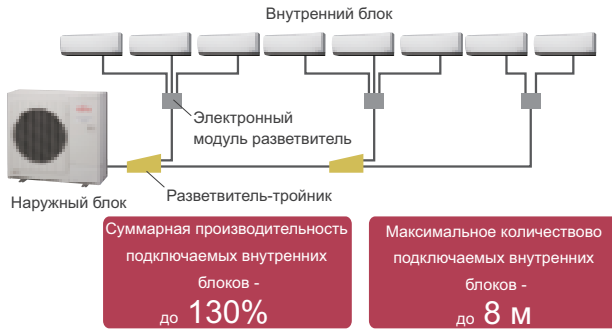 Внутренний блок
Электронный
модуль разветвитель
Разветвитель-тройник
Наружный блок
Суммарная производительность
подключаемых внутренних
блоков -
до 130%
Максимальное количествово
подключаемых внутренних
блоков -
до 8 м